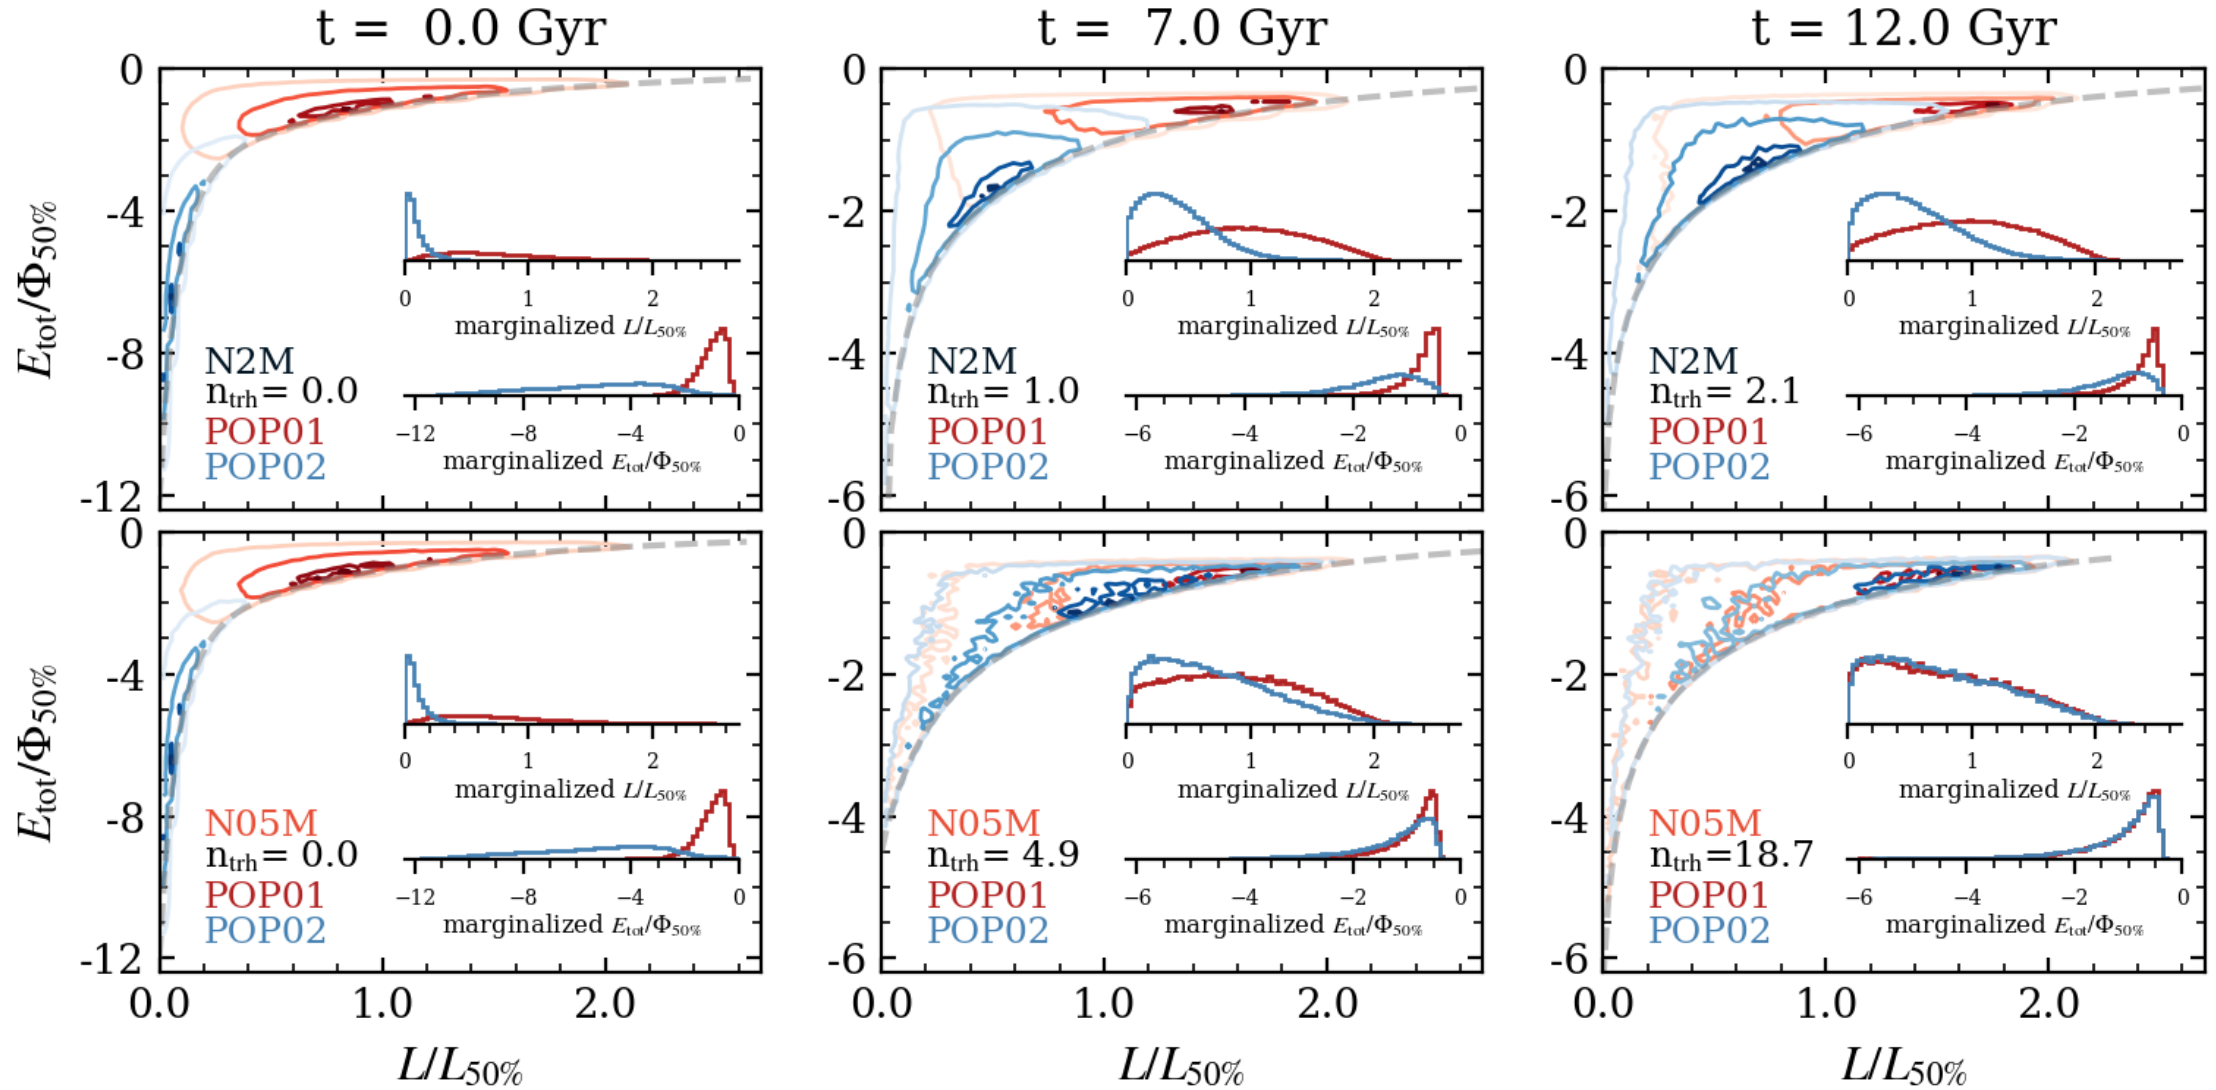 t = 0.0 Gyr
t = 7.0 Gyr
t = 12.0 Gyr
E_tot/Φ_50%
0
-4
-8
-12
N2M
n_trh= 0.0
POP01
POP02
0 1 2
marginalized L/L_50%
−12 −8 −4 0
marginalized E_tot/Φ_50%
0
-2
-4
-6
N2M
n_trh= 1.0
POP01
POP02
0 1 2
marginalized L/L_50%
−6 −4 −2 0
marginalized E_tot/Φ_50%
0
-2
-4
-6
N2M
n_trh= 2.1
POP01
POP02
0 1 2
marginalized L/L_50%
−6 −4 −2 0
marginalized E_tot/Φ_50%
E_tot/Φ_50%
0
-4
-8
-12
N05M
n_trh= 0.0
POP01
POP02
0 1 2
marginalized L/L_50%
−12 −8 −4 0
marginalized E_tot/Φ_50%
0.0 1.0 2.0
L/L_50%
0
-2
-4
-6
N05M
n_trh= 4.9
POP01
POP02
0 1 2
marginalized L/L_50%
−6 −4 −2 0
marginalized E_tot/Φ_50%
0.0 1.0 2.0
L/L_50%
0
-2
-4
-6
N05M
n_trh=18.7
POP01
POP02
0 1 2
marginalized L/L_50%
−6 −4 −2 0
marginalized E_tot/Φ_50%
0.0 1.0 2.0
L/L_50%